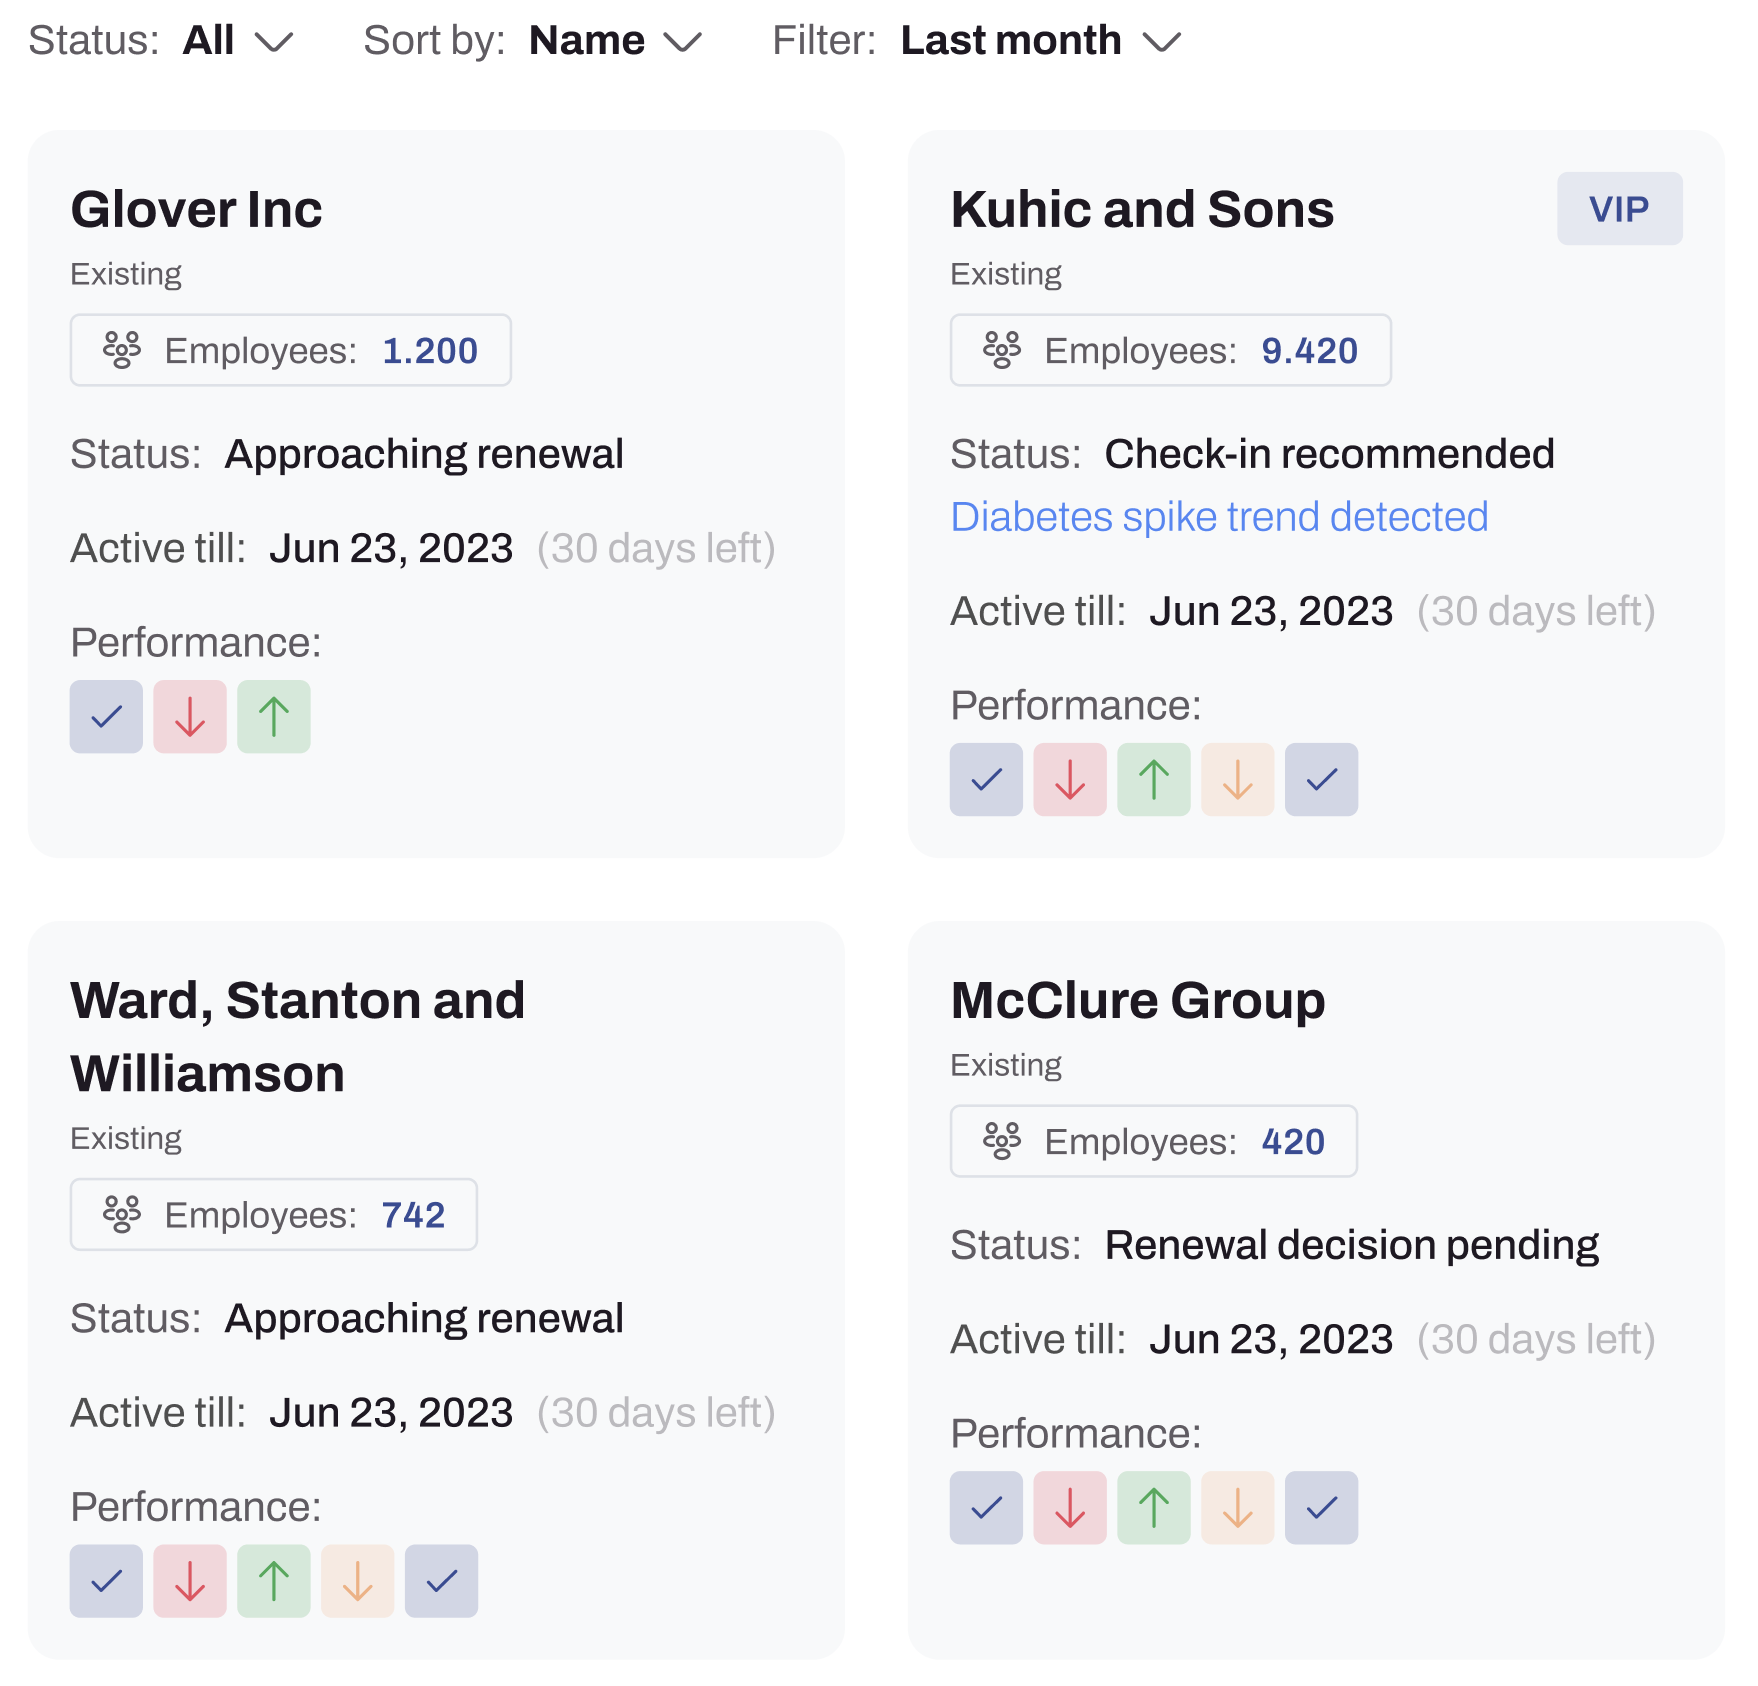 Status: All Sort by: Name Filter: Last month
Glover Inc
Existing
Employees: 1.200
Status: Approaching renewal
Active till: Jun 23, 2023 (30 days left)
Performance:
Kuhic and Sons VIP
Existing
Employees: 9.420
Status: Check-in recommended
Diabetes spike trend detected
Active till: Jun 23, 2023 (30 days left)
Performance:
Ward, Stanton and
Williamson
Existing
Employees: 742
Status: Approaching renewal
Active till: Jun 23, 2023 (30 days left)
Performance:
McClure Group
Existing
Employees: 420
Status: Renewal decision pending
Active till: Jun 23, 2023 (30 days left)
Performance: